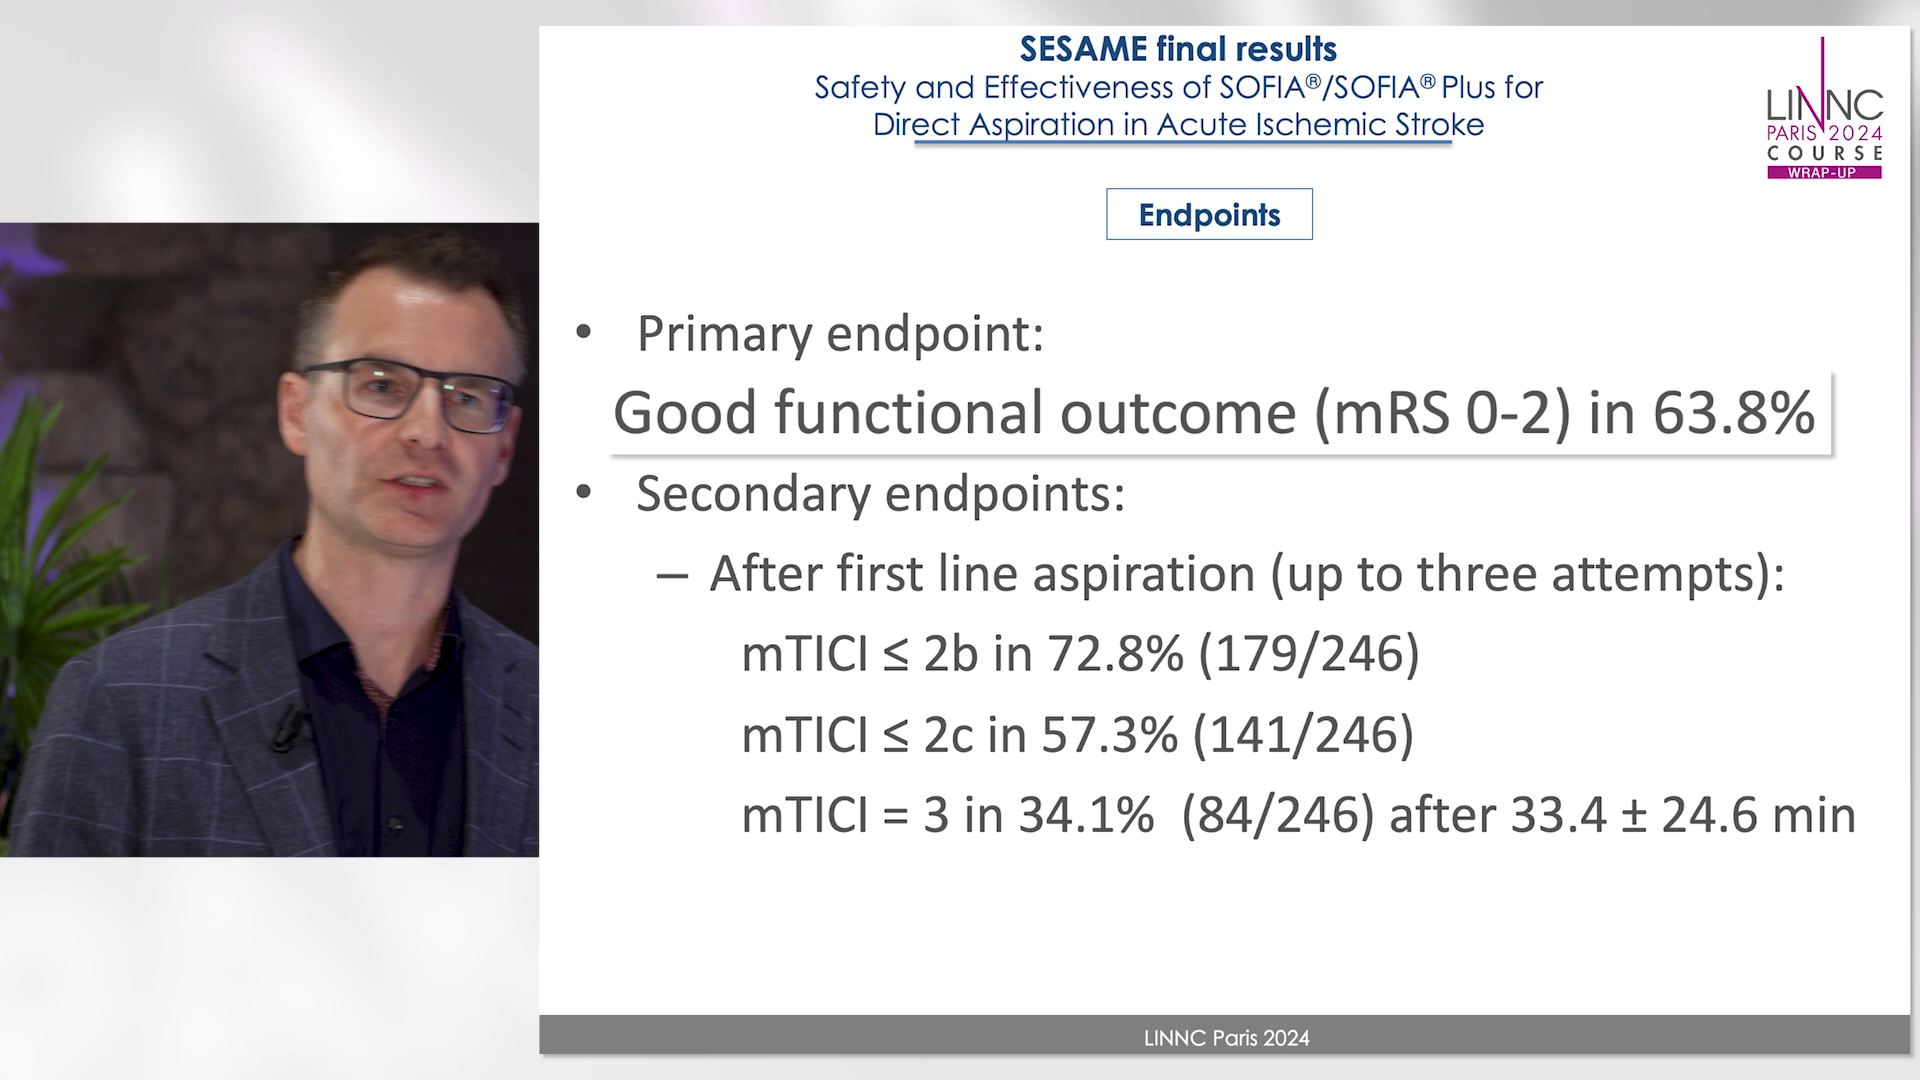 SESAME final results
Safety and Effectiveness of SOFIA®/SOFIA® Plus for
Direct Aspiration in Acute Ischemic Stroke
LINNC
PARIS 2024
COURSE
WRAP-UP
Endpoints
• Primary endpoint:
Good functional outcome (mRS 0-2) in 63.8%
• Secondary endpoints:
– After first line aspiration (up to three attempts):
mTICI ≤ 2b in 72.8% (179/246)
mTICI ≤ 2c in 57.3% (141/246)
mTICI = 3 in 34.1% (84/246) after 33.4 ± 24.6 min
LINNC Paris 2024